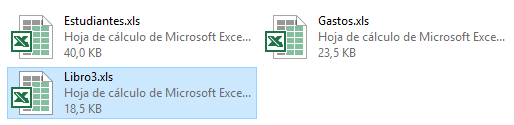 Estudiantes.xls
Hoja de cálculo de Microsoft Exce...
40,0 KB
Gastos.xls
Hoja de cálculo de Microsoft Exce...
23,5 KB
Libro3.xls
Hoja de cálculo de Microsoft Exce...
18,5 KB